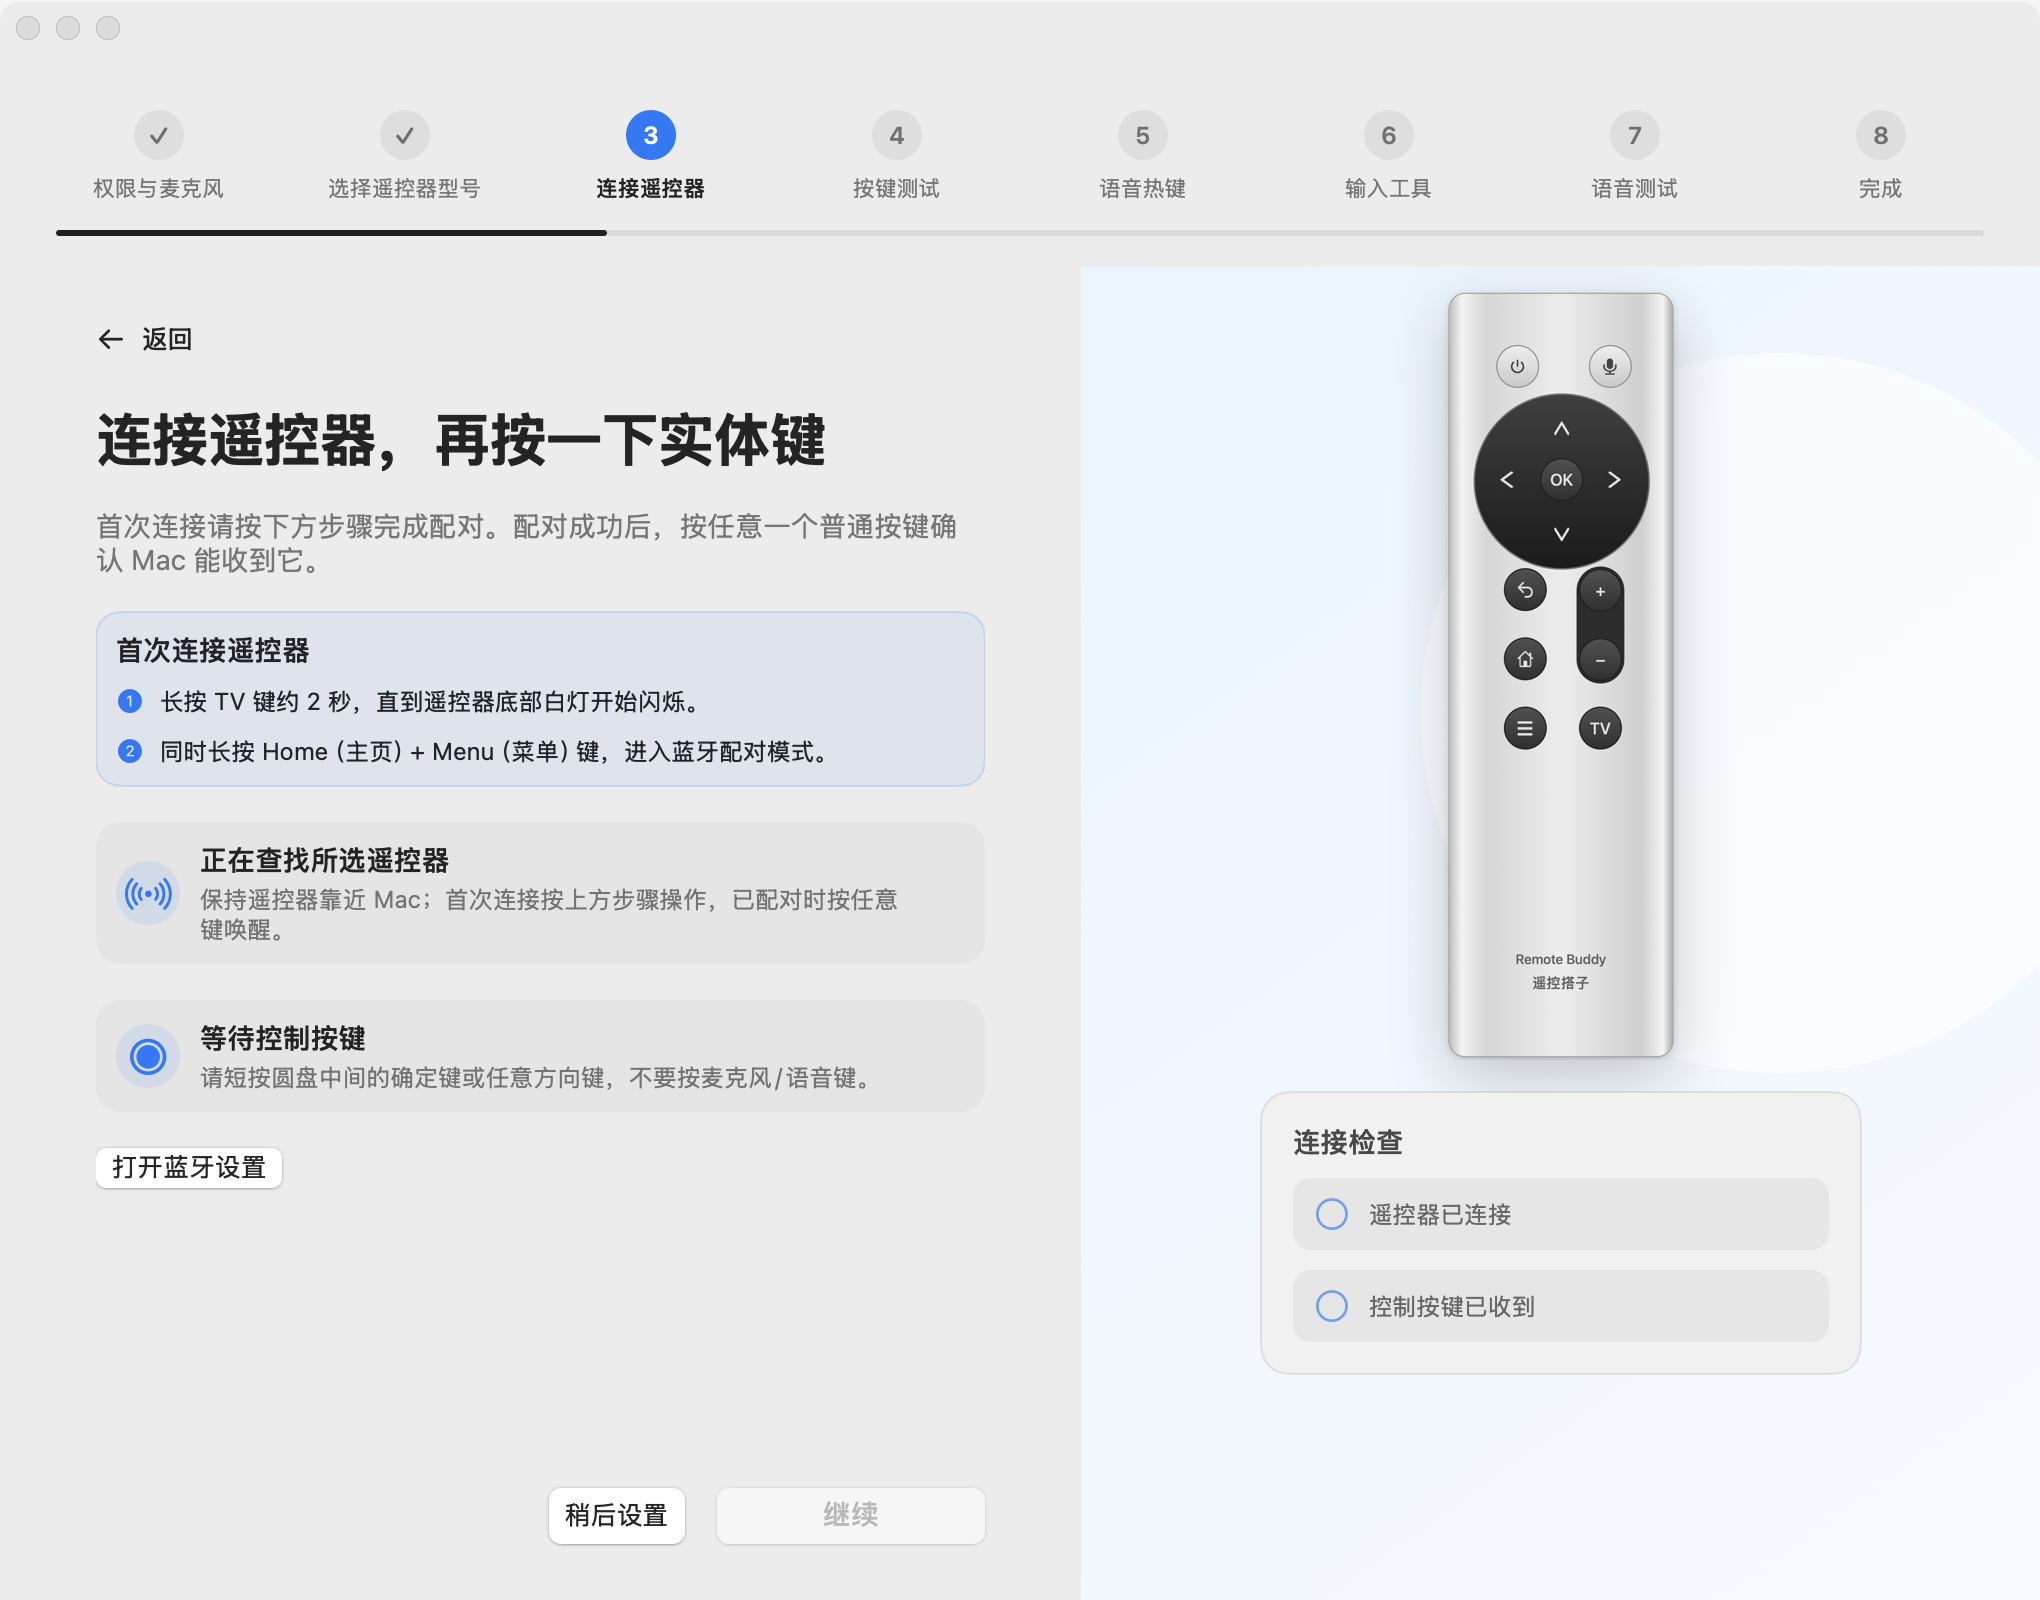 3
4
5
6
7
8
权限与麦克风
选择遥控器型号
连接遥控器
按键测试
语音热键
输入工具
语音测试
完成
返回
连接遥控器，再按一下实体键
首次连接请按下方步骤完成配对。配对成功后，按任意一个普通按键确
认 Mac 能收到它。
首次连接遥控器
1 长按 TV 键约 2 秒，直到遥控器底部白灯开始闪烁。
2 同时长按 Home（主页）+ Menu（菜单）键，进入蓝牙配对模式。
正在查找所选遥控器
保持遥控器靠近 Mac；首次连接按上方步骤操作，已配对时按任意
键唤醒。
等待控制按键
请短按圆盘中间的确定键或任意方向键，不要按麦克风/语音键。
打开蓝牙设置
稍后设置
继续
OK
+
−
TV
Remote Buddy
遥控搭子
连接检查
遥控器已连接
控制按键已收到